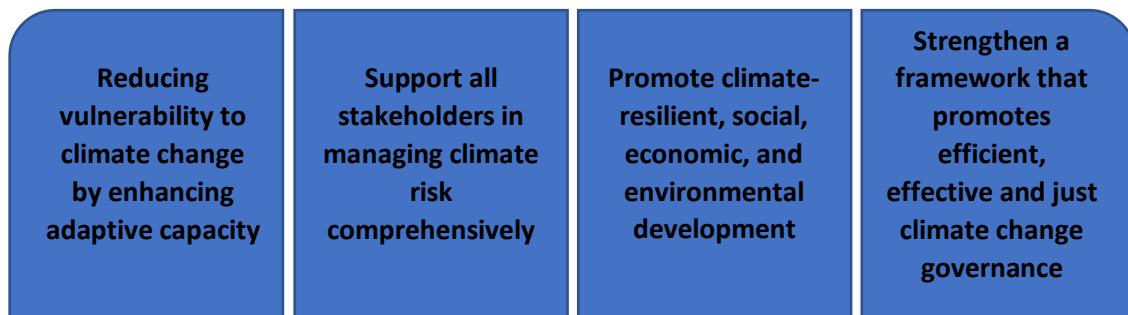 Reducing
vulnerability to
climate change
by enhancing
adaptive capacity
Support all
stakeholders in
managing climate
risk
comprehensively
Promote climate-
resilient, social,
economic, and
environmental
development
Strengthen a
framework that
promotes
efficient,
effective and just
climate change
governance